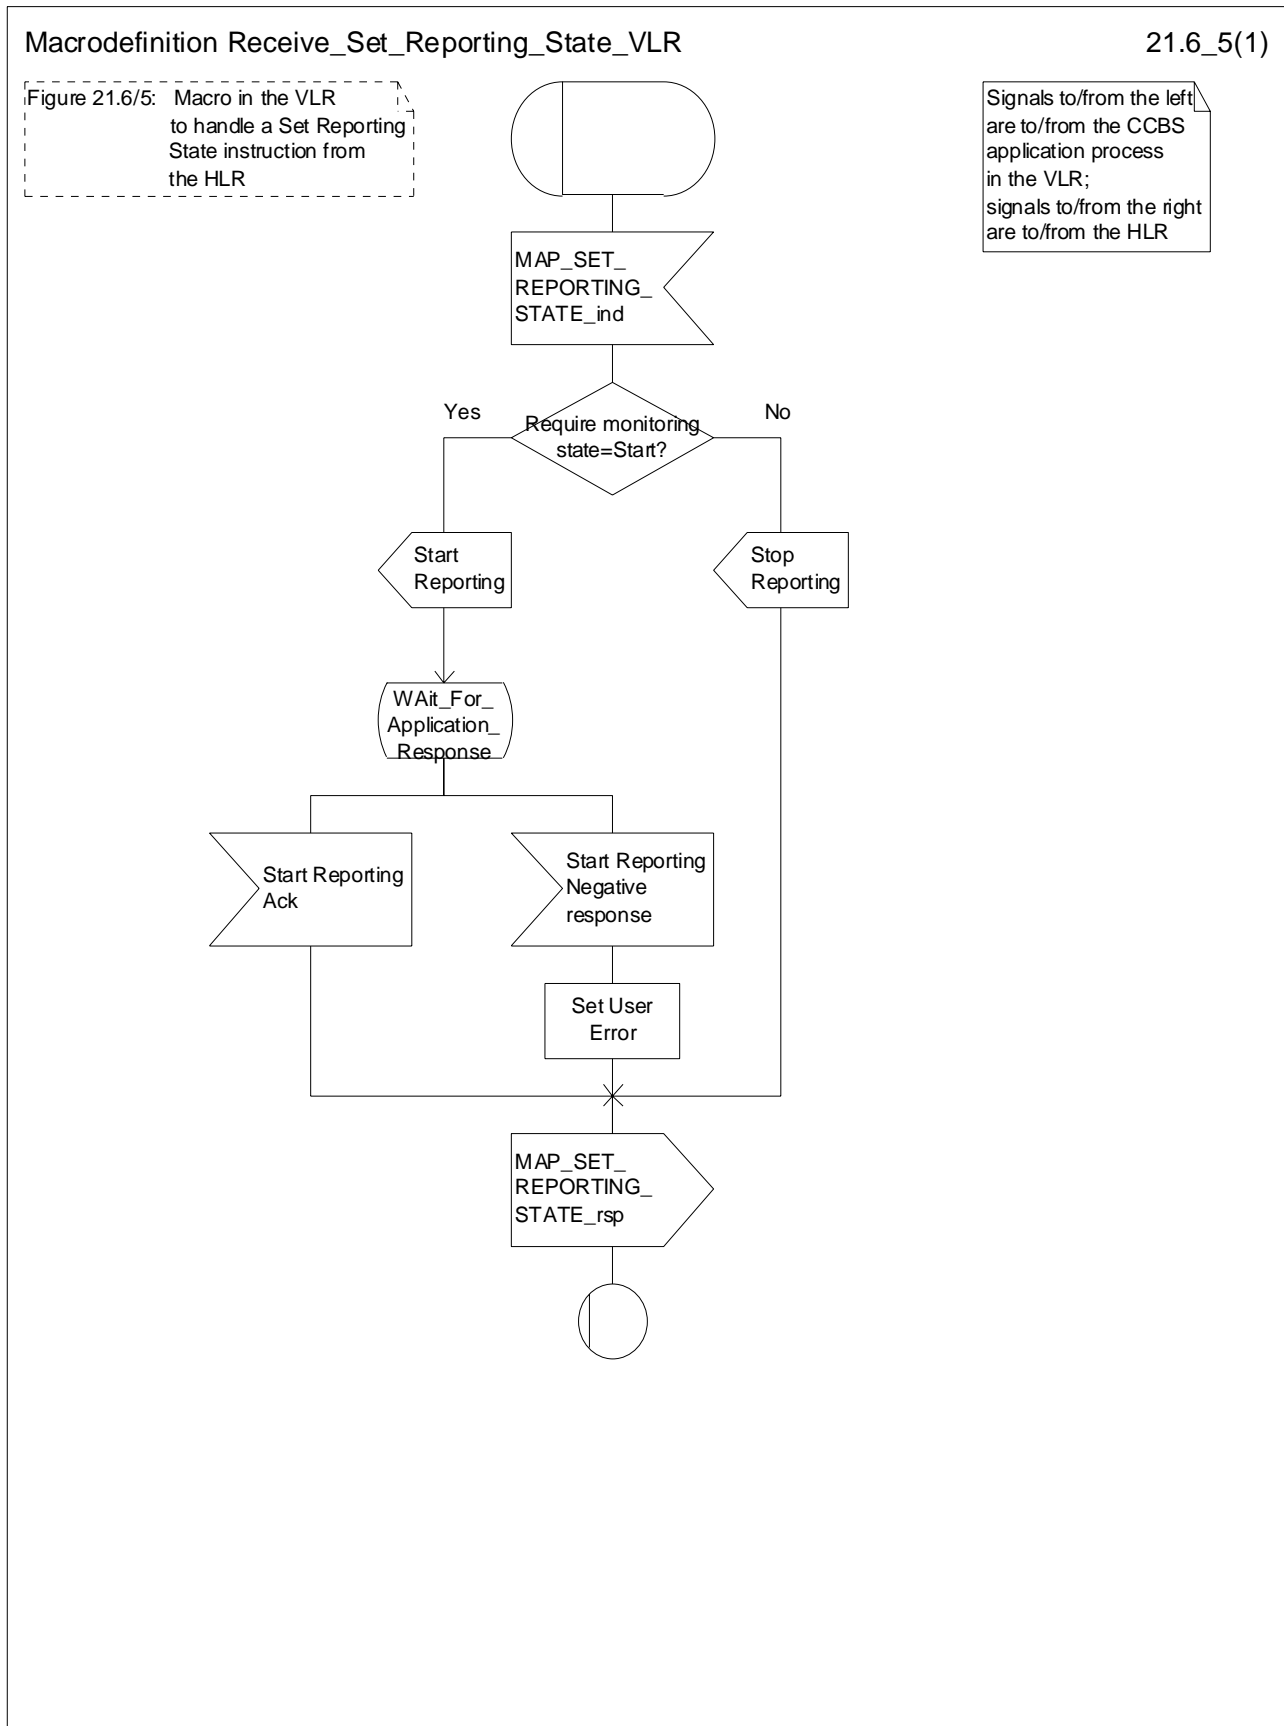 Macrodefinition Receive_Set_Reporting_State_VLR
21.6_5(1)
Figure 21.6/5: Macro in the VLR
to handle a Set Reporting
State instruction from
the HLR
Signals to/from the left
are to/from the CCBS
application process
in the VLR;
signals to/from the right
are to/from the HLR
MAP_SET_
REPORTING_
STATE_ind
Yes
No
Require monitoring
state=Start?
Start
Reporting
Stop
Reporting
WAit_For_
Application_
Response
Start Reporting
Ack
Start Reporting
Negative
response
Set User
Error
MAP_SET_
REPORTING_
STATE_rsp